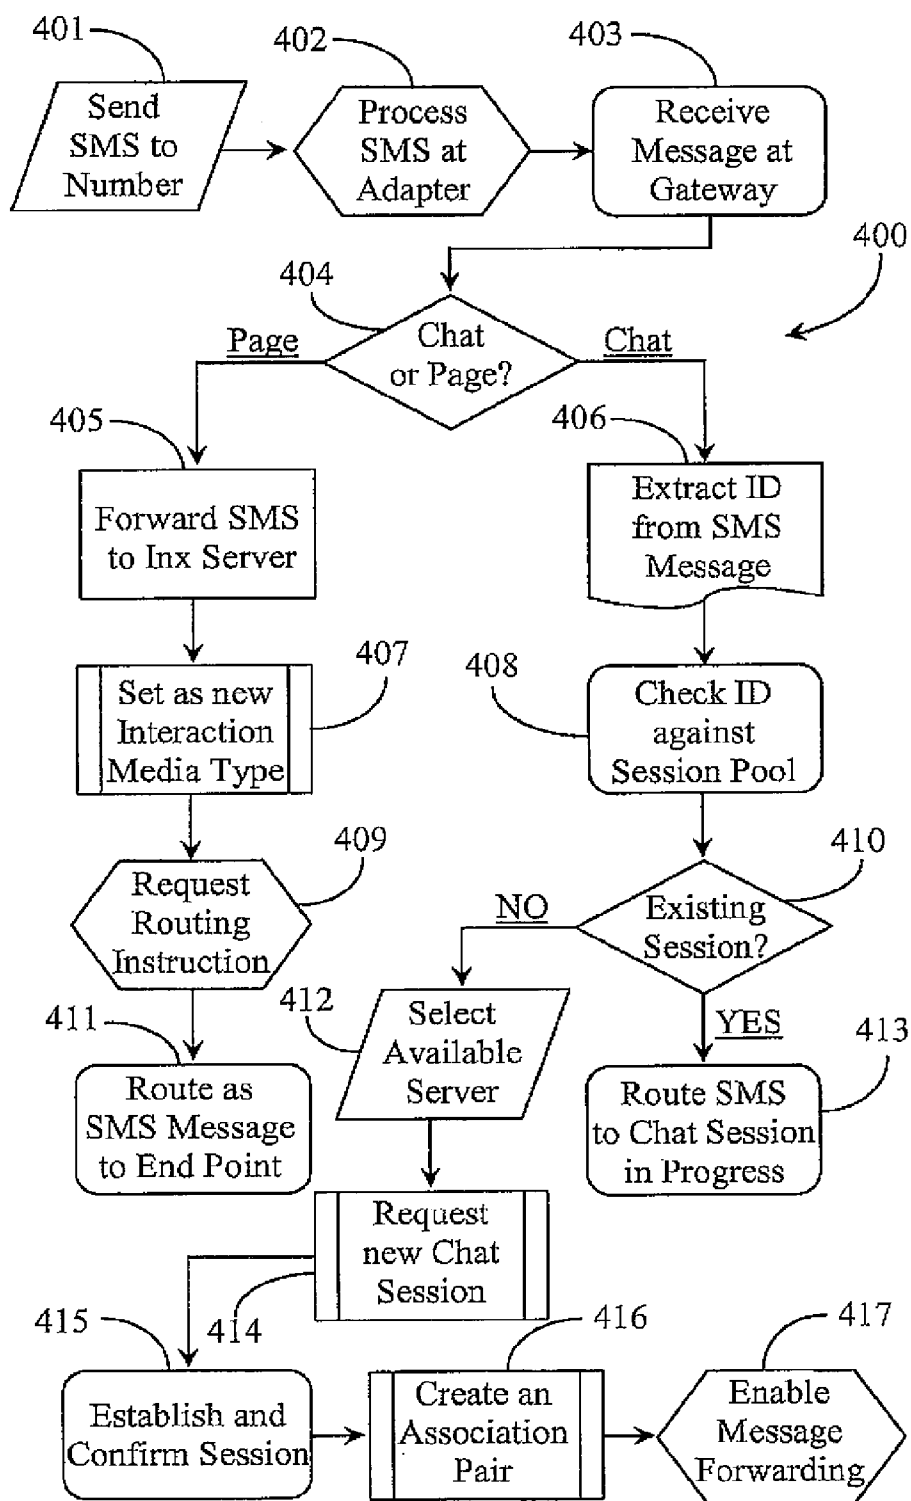 401
402
403
Send
SMS to
Number
Process
SMS at
Adapter
Receive
Message at
Gateway
400
404
Chat
or Page?
Page
Chat
405
406
Forward SMS
to Inx Server
Extract ID
from SMS
Message
407
408
Set as new
Interaction
Media Type
Check ID
against
Session Pool
409
410
Request
Routing
Instruction
Existing
Session?
NO
YES
411
412
413
Route as
SMS Message
to End Point
Select
Available
Server
Route SMS
to Chat Session
in Progress
Request
new Chat
Session
414
415
416
417
Establish and
Confirm Session
Create an
Association
Pair
Enable
Message
Forwarding